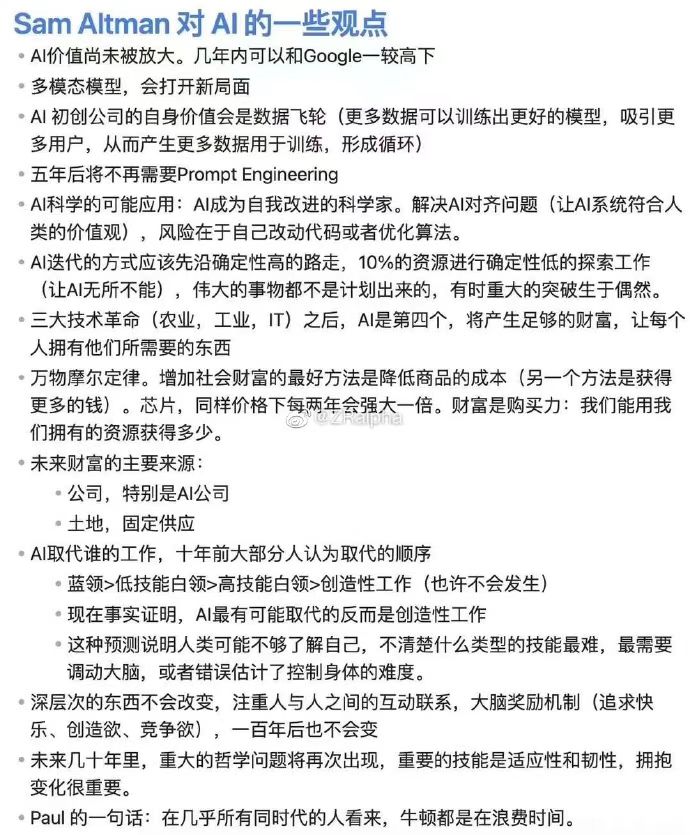 Sam Altman 对 AI 的一些观点
• AI价值尚未被放大。几年内可以和Google一较高下
• 多模态模型，会打开新局面
• AI 初创公司的自身价值会是数据飞轮（更多数据可以训练出更好的模型，吸引更
多用户，从而产生更多数据用于训练，形成循环）
• 五年后将不再需要Prompt Engineering
• AI科学的可能应用：AI成为自我改进的科学家。解决AI对齐问题（让AI系统符合人
类的价值观），风险在于自己改动代码或者优化算法。
• AI迭代的方式应该先沿确定性高的路走，10%的资源进行确定性低的探索工作
（让AI无所不能），伟大的事物都不是计划出来的，有时重大的突破生于偶然。
• 三大技术革命（农业，工业，IT）之后，AI是第四个，将产生足够的财富，让每个
人拥有他们所需要的东西
• 万物摩尔定律。增加社会财富的最好方法是降低商品的成本（另一个方法是获得
更多的钱）。芯片，同样价格下每两年会强大一倍。财富是购买力：我们能用我
们拥有的资源获得多少。
@ZRalpha
• 未来财富的主要来源：
• 公司，特别是AI公司
• 土地，固定供应
• AI取代谁的工作，十年前大部分人认为取代的顺序
• 蓝领>低技能白领>高技能白领>创造性工作（也许不会发生）
• 现在事实证明，AI最有可能取代的反而是创造性工作
• 这种预测说明人类可能不够了解自己，不清楚什么类型的技能最难，最需要
调动大脑，或者错误估计了控制身体的难度。
• 深层次的东西不会改变，注重人与人之间的互动联系，大脑奖励机制（追求快
乐、创造欲、竞争欲），一百年后也不会变
• 未来几十年里，重大的哲学问题将再次出现，重要的技能是适应性和韧性，拥抱
变化很重要。
• Paul 的一句话：在几乎所有同时代的人看来，牛顿都是在浪费时间。